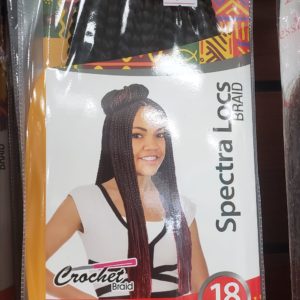 Spectra Locs
BRAID
Crochet
Braid
18